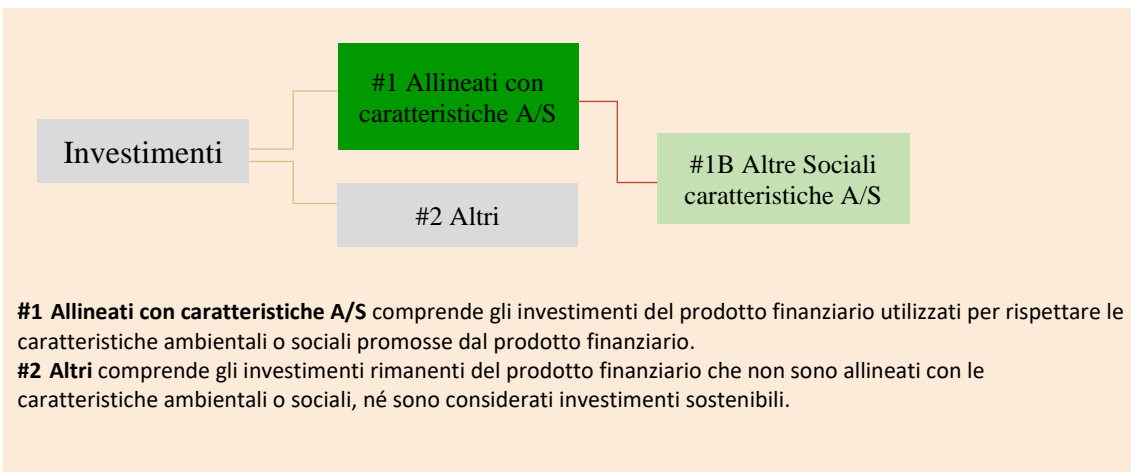 #1 Allineati con
caratteristiche A/S
Investimenti
#1B Altre Sociali
caratteristiche A/S
#2 Altri
#1 Allineati con caratteristiche A/S comprende gli investimenti del prodotto finanziario utilizzati per rispettare le
caratteristiche ambientali o sociali promosse dal prodotto finanziario.
#2 Altri comprende gli investimenti rimanenti del prodotto finanziario che non sono allineati con le
caratteristiche ambientali o sociali, né sono considerati investimenti sostenibili.